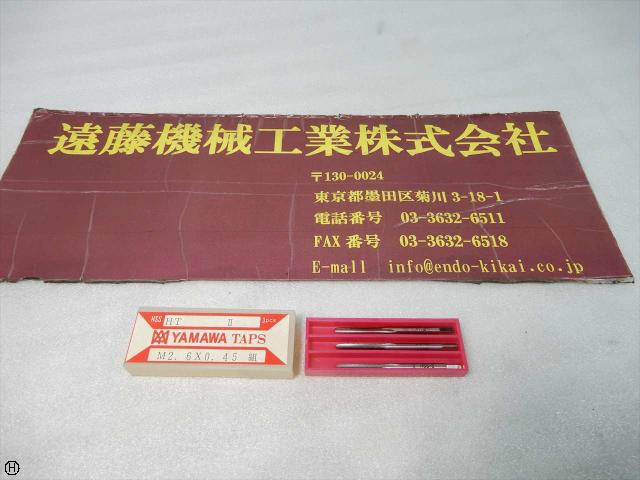 遠藤機械工業株式会社
〒130-0024
東京都墨田区菊川 3-18-1
電話番号 03-3632-6511
FAX 番号 03-3632-6518
E-mall info@endo-kikai.co.jp
HSS HT II 3pcs
YAMAWA TAPS
M2.6X0.45 組
H